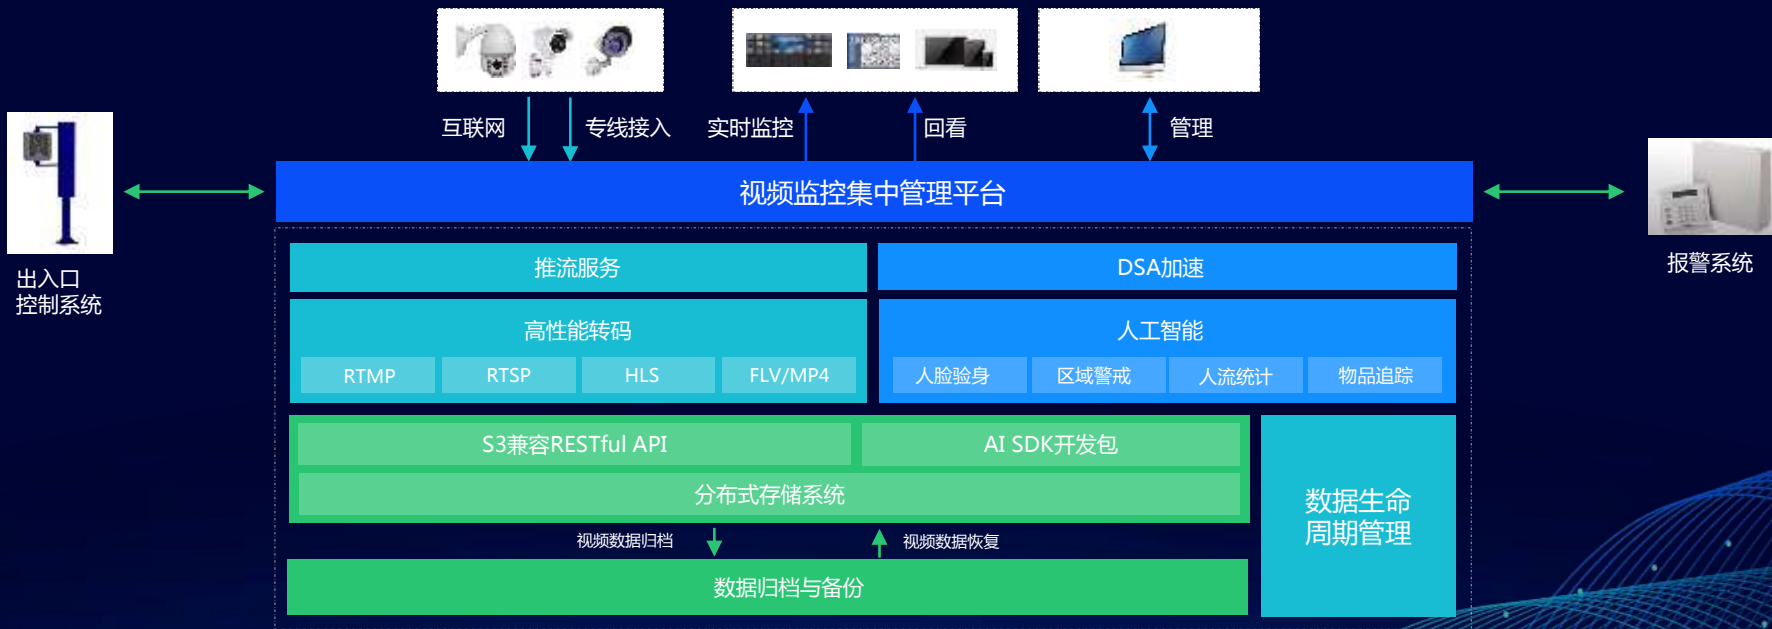 互联网
专线接入
实时监控
回看
管理
视频监控集中管理平台
出入口
控制系统
报警系统
推流服务
DSA加速
高性能转码
人工智能
RTMP
RTSP
HLS
FLV/MP4
人脸验身
区域警戒
人流统计
物品追踪
S3兼容RESTful API
AI SDK开发包
分布式存储系统
数据生命
周期管理
视频数据归档
视频数据恢复
数据归档与备份